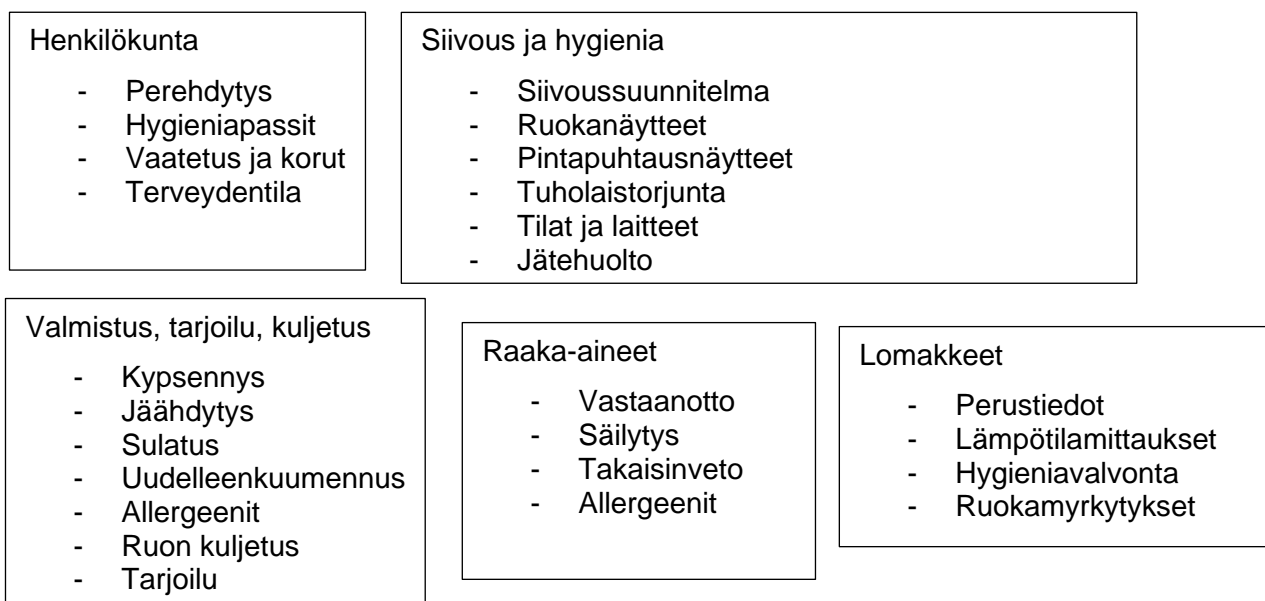 Henkilökunta
- Perehdytys
- Hygieniapassit
- Vaatetus ja korut
- Terveydentila
Siivous ja hygienia
- Siivoussuunnitelma
- Ruokanäytteet
- Pintapuhtausnäytteet
- Tuholaistorjunta
- Tilat ja laitteet
- Jätehuolto
Valmistus, tarjoilu, kuljetus
- Kypsennys
- Jäähdytys
- Sulatus
- Uudelleenkuumennus
- Allergeenit
- Ruon kuljetus
- Tarjoilu
Raaka-aineet
- Vastaanotto
- Säilytys
- Takaisinveto
- Allergeenit
Lomakkeet
- Perustiedot
- Lämpötilamittaukset
- Hygieniavalvonta
- Ruokamyrkytykset